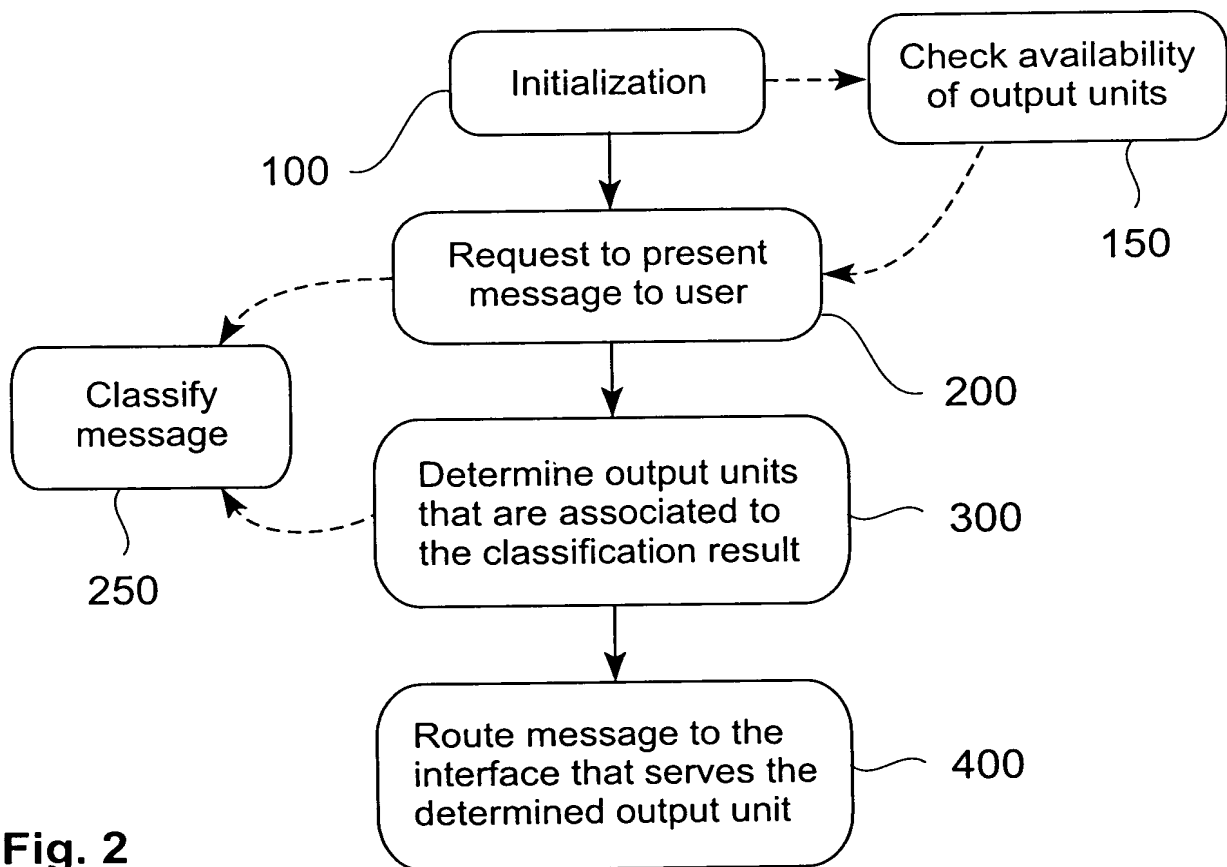 Initialization
Check availability
of output units
100
150
Request to present
message to user
200
Classify
message
250
Determine output units
that are associated to
the classification result
300
Route message to the
interface that serves the
determined output unit
400
Fig. 2